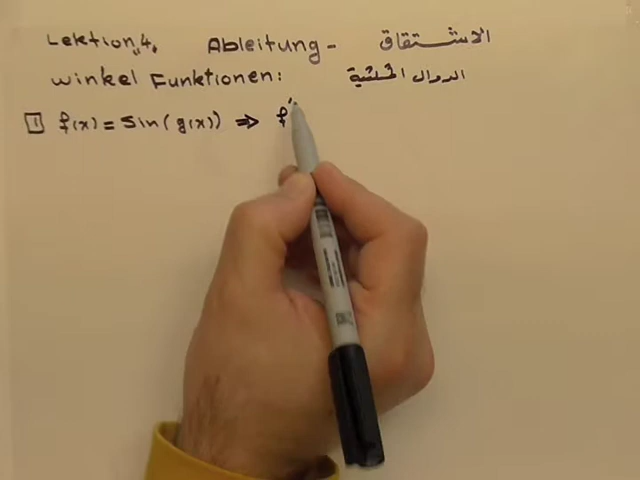 Lektion 4. Ableitung - الاشتقاق
Winkel Funktionen: الدوال المثلثية
1 f(x) = Sin(g(x)) ⇒ f'